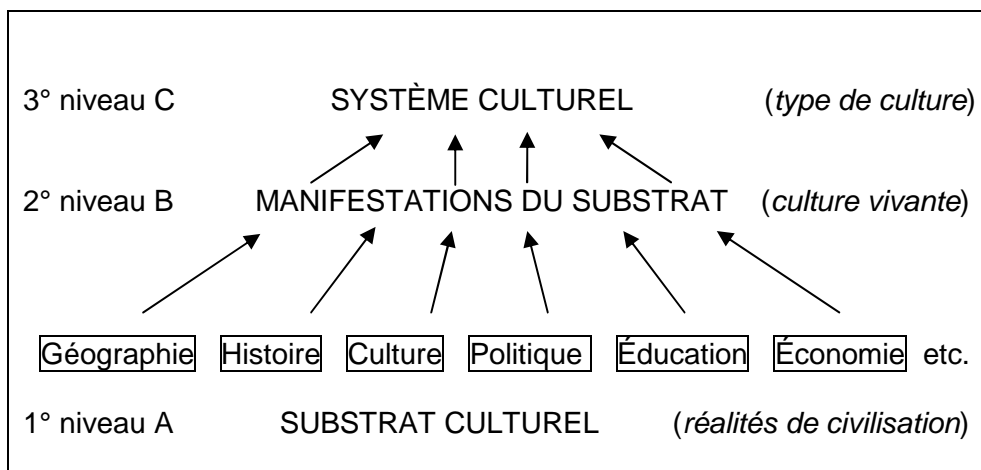 3° niveau C SYSTÈME CULTUREL (type de culture)
2° niveau B MANIFESTATIONS DU SUBSTRAT (culture vivante)
Géographie Histoire Culture Politique Éducation Économie etc.
1° niveau A SUBSTRAT CULTUREL (réalités de civilisation)